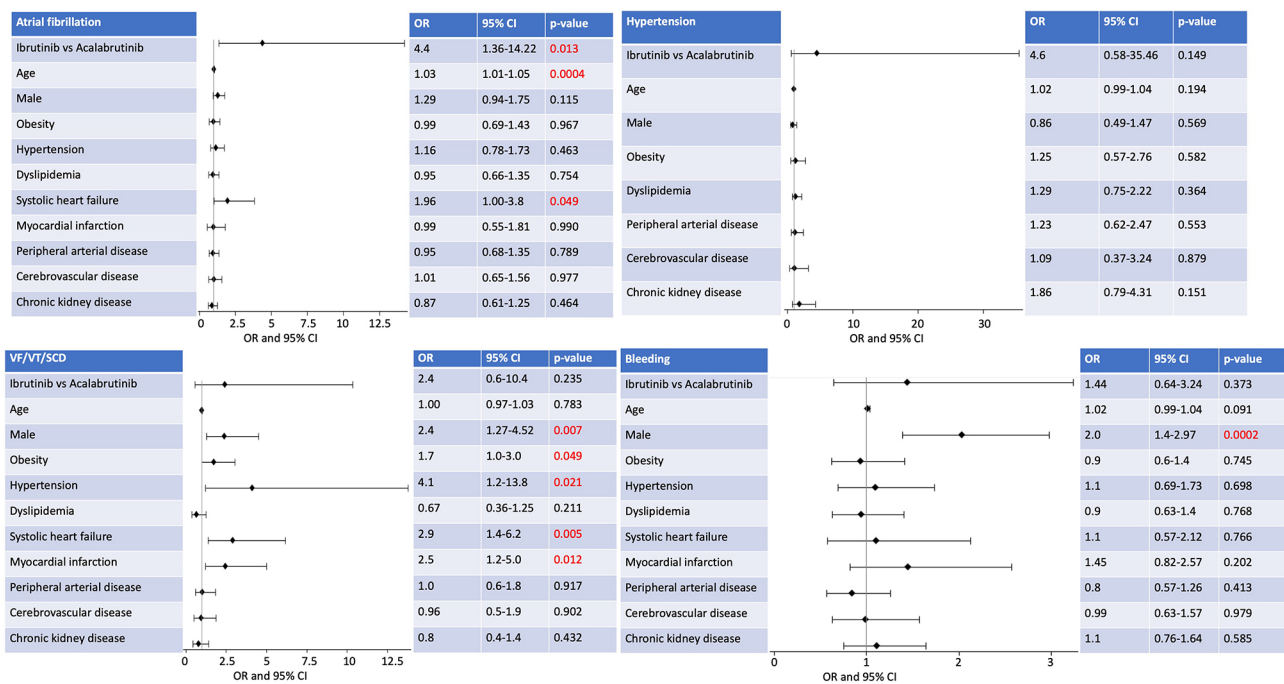 Atrial fibrillation OR 95% CI p-value
Ibrutinib vs Acalabrutinib 4.4 1.36-14.22 0.013
Age 1.03 1.01-1.05 0.0004
Male 1.29 0.94-1.75 0.115
Obesity 0.99 0.69-1.43 0.967
Hypertension 1.16 0.78-1.73 0.463
Dyslipidemia 0.95 0.66-1.35 0.754
Systolic heart failure 1.96 1.00-3.8 0.049
Myocardial infarction 0.99 0.55-1.81 0.990
Peripheral arterial disease 0.95 0.68-1.35 0.789
Cerebrovascular disease 1.01 0.65-1.56 0.977
Chronic kidney disease 0.87 0.61-1.25 0.464
0 2.5 5 7.5 10 12.5
OR and 95% CI
Hypertension OR 95% CI p-value
Ibrutinib vs Acalabrutinib 4.6 0.58-35.46 0.149
Age 1.02 0.99-1.04 0.194
Male 0.86 0.49-1.47 0.569
Obesity 1.25 0.57-2.76 0.582
Dyslipidemia 1.29 0.75-2.22 0.364
Peripheral arterial disease 1.23 0.62-2.47 0.553
Cerebrovascular disease 1.09 0.37-3.24 0.879
Chronic kidney disease 1.86 0.79-4.31 0.151
0 10 20 30
OR and 95% CI
VF/VT/SCD OR 95% CI p-value
Ibrutinib vs Acalabrutinib 2.4 0.6-10.4 0.235
Age 1.00 0.97-1.03 0.783
Male 2.4 1.27-4.52 0.007
Obesity 1.7 1.0-3.0 0.049
Hypertension 4.1 1.2-13.8 0.021
Dyslipidemia 0.67 0.36-1.25 0.211
Systolic heart failure 2.9 1.4-6.2 0.005
Myocardial infarction 2.5 1.2-5.0 0.012
Peripheral arterial disease 1.0 0.6-1.8 0.917
Cerebrovascular disease 0.96 0.5-1.9 0.902
Chronic kidney disease 0.8 0.4-1.4 0.432
0 2.5 5 7.5 10 12.5
OR and 95% CI
Bleeding OR 95% CI p-value
Ibrutinib vs Acalabrutinib 1.44 0.64-3.24 0.373
Age 1.02 0.99-1.04 0.091
Male 2.0 1.4-2.97 0.0002
Obesity 0.9 0.6-1.4 0.745
Hypertension 1.1 0.69-1.73 0.698
Dyslipidemia 0.9 0.63-1.4 0.768
Systolic heart failure 1.1 0.57-2.12 0.766
Myocardial infarction 1.45 0.82-2.57 0.202
Peripheral arterial disease 0.8 0.57-1.26 0.413
Cerebrovascular disease 0.99 0.63-1.57 0.979
Chronic kidney disease 1.1 0.76-1.64 0.585
0 1 2 3
OR and 95% CI